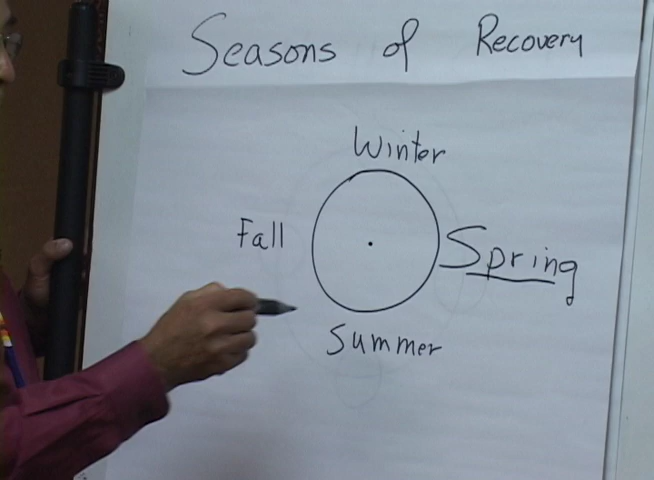 Seasons of Recovery
Winter
Fall
Spring
Summer